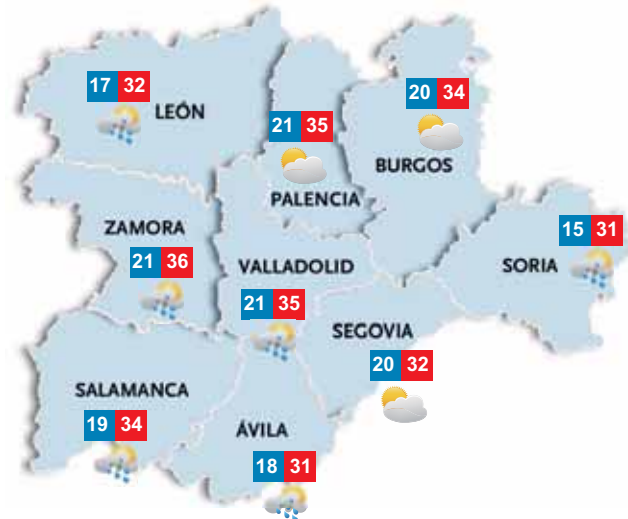 17 32
LEÓN
20 34
BURGOS
21 35
PALENCIA
ZAMORA
21 36
VALLADOLID
21 35
15 31
SORIA
SEGOVIA
20 32
SALAMANCA
19 34
ÁVILA
18 31